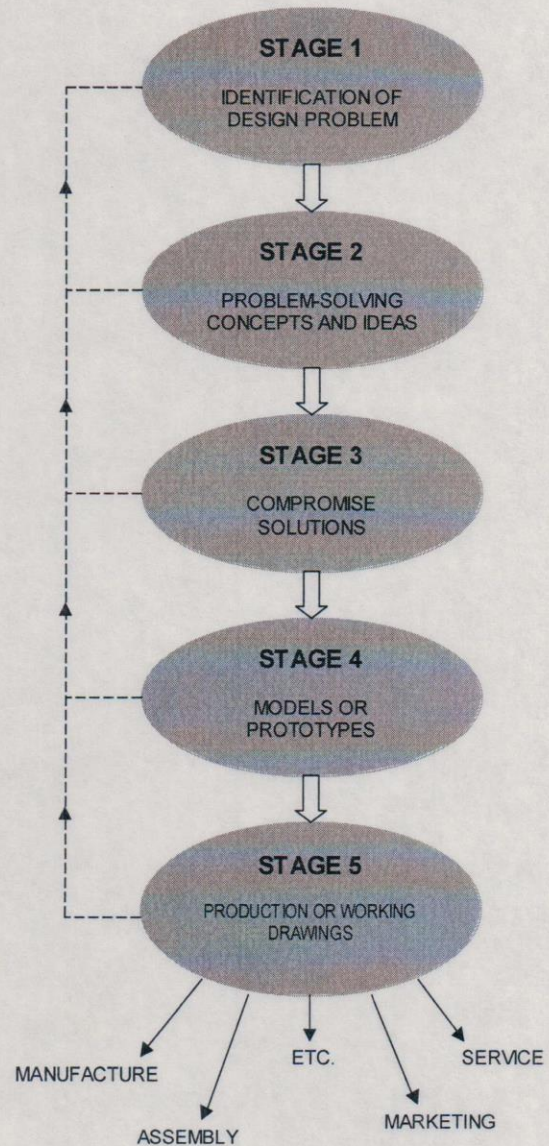 STAGE 1
IDENTIFICATION OF
DESIGN PROBLEM
STAGE 2
PROBLEM-SOLVING
CONCEPTS AND IDEAS
STAGE 3
COMPROMISE
SOLUTIONS
STAGE 4
MODELS OR
PROTOTYPES
STAGE 5
PRODUCTION OR WORKING
DRAWINGS
MANUFACTURE
ASSEMBLY
ETC.
MARKETING
SERVICE